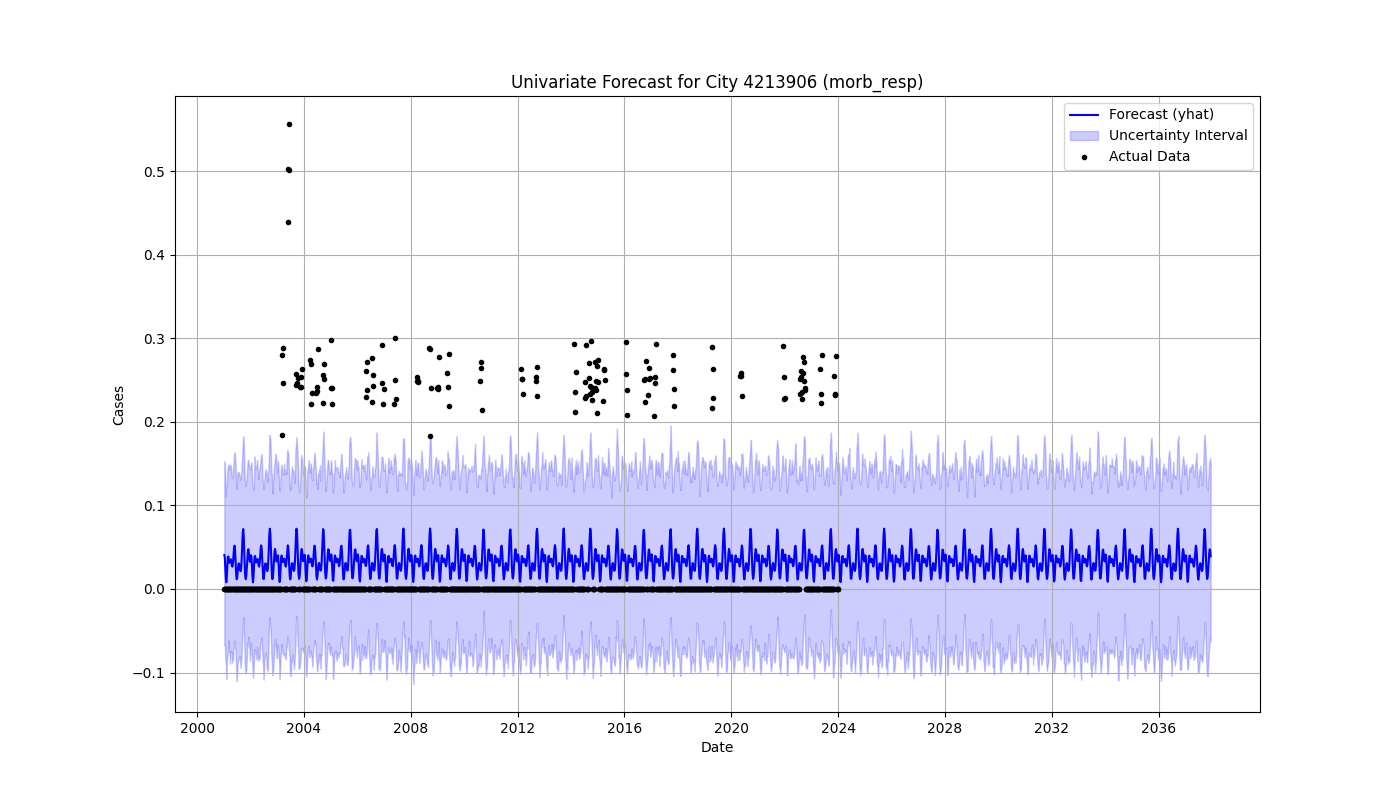 Univariate Forecast for City 4213906 (morb_resp)
Forecast (yhat)
Uncertainty Interval
Actual Data
Cases
0.5
0.4
0.3
0.2
0.1
0.0
−0.1
2000 2004 2008 2012 2016 2020 2024 2028 2032 2036
Date